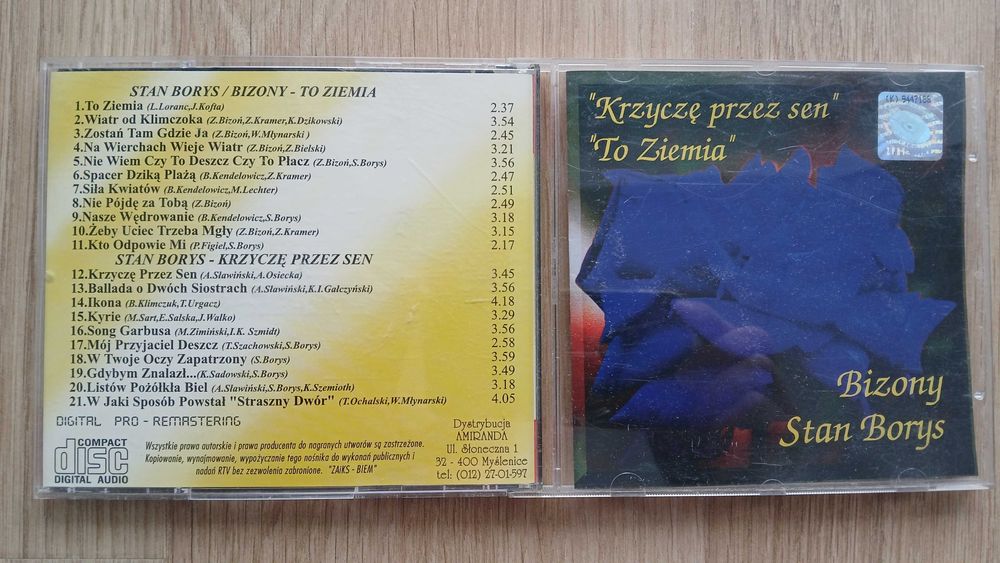 STAN BORYS / BIZONY - TO ZIEMIA
1.To Ziemia (L.Loranc,J.Kofta) 2.37
2.Wiatr od Klimczoka (Z.Bizoń,Z.Kramer,K.Dzikowski) 3.54
3.Zostań Tam Gdzie Ja (Z.Bizoń,W.Młynarski ) 2.45
4.Na Wierchach Wieje Wiatr (Z.Bizoń,Z.Bielski) 3.21
5.Nie Wiem Czy To Deszcz Czy To Płacz (Z.Bizoń,S.Borys) 3.56
6.Spacer Dziką Plażą (B.Kendelowicz,Z.Kramer) 2.47
7.Siła Kwiatów (B.Kendelowicz,M.Lechter) 2.51
8.Nie Pójdę za Tobą (Z.Bizoń) 2.49
9.Nasze Wędrowanie (B.Kendelowicz,S.Borys) 3.18
10.Żeby Uciec Trzeba Mgły (Z.Bizoń,Z.Kramer) 3.15
11.Kto Odpowie Mi (P.Figiel,S.Borys) 2.17
STAN BORYS - KRZYCZĘ PRZEZ SEN
12.Krzyczę Przez Sen (A.Sławiński,A.Osiecka) 3.45
13.Ballada o Dwóch Siostrach (A.Sławiński,K.I.Gałczyński) 3.56
14.Ikona (B.Klimczuk,T.Urgacz) 4.18
15.Kyrie (M.Sart,E.Salska,J.Walko) 3.29
16.Song Garbusa (M.Zimiński,I.K. Szmidt) 3.56
17.Mój Przyjaciel Deszcz (T.Szachowski,S.Borys) 2.58
18.W Twoje Oczy Zapatrzony (S.Borys) 3.59
19.Gdybym Znalazł...(K.Sadowski,S.Borys) 3.49
20.Listów Pożółkła Biel (A.Sławiński,S.Borys,K.Szemioth) 3.18
21.W Jaki Sposób Powstał "Straszny Dwór" (T.Ochalski,W.Młynarski) 4.05
DIGITAL PRO - REMASTERING
COMPACT
disc
DIGITAL AUDIO
Wszystkie prawa autorskie i prawa producenta do nagranych utworów są zastrzeżone.
Kopiowanie, wynajmowanie, wypożyczanie tego nośnika do wykonań publicznych i
nadań RTV bez zezwolenia zabronione. "ZAiKS - BIEM"
Dystrybucja
AMIRANDA
Ul. Słoneczna 1
32 - 400 Myślenice
tel: (012) 27-01-597
"Krzyczę przez sen"
"To Ziemia"
Bizony
Stan Borys